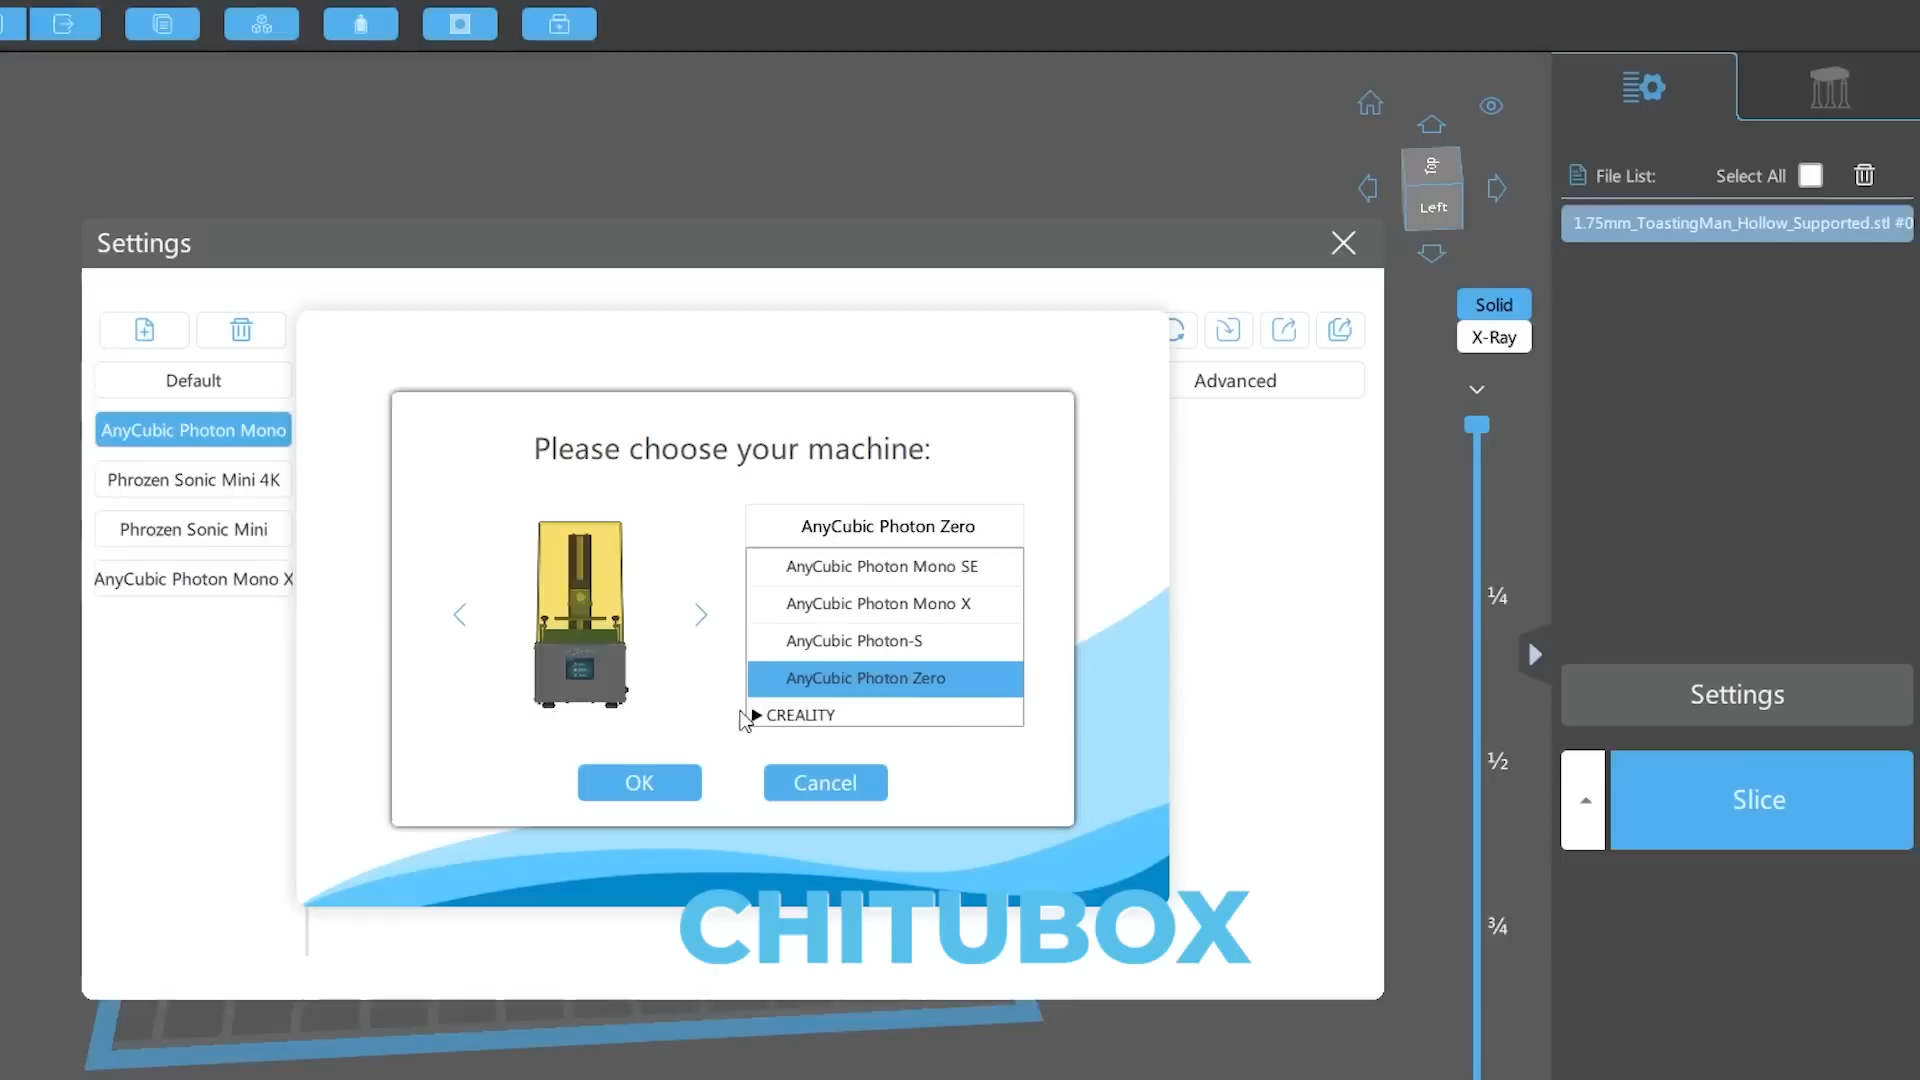 Top
Left
File List:
Select All
1.75mm_ToastingMan_Hollow_Supported.stl #0
Settings
Solid
X-Ray
Default
Advanced
AnyCubic Photon Mono
Please choose your machine:
Phrozen Sonic Mini 4K
AnyCubic Photon Zero
Phrozen Sonic Mini
AnyCubic Photon Mono SE
AnyCubic Photon Mono X
AnyCubic Photon Mono X
AnyCubic Photon-S
AnyCubic Photon Zero
CREALITY
OK
Cancel
¼
½
¾
Settings
Slice
CHITUBOX